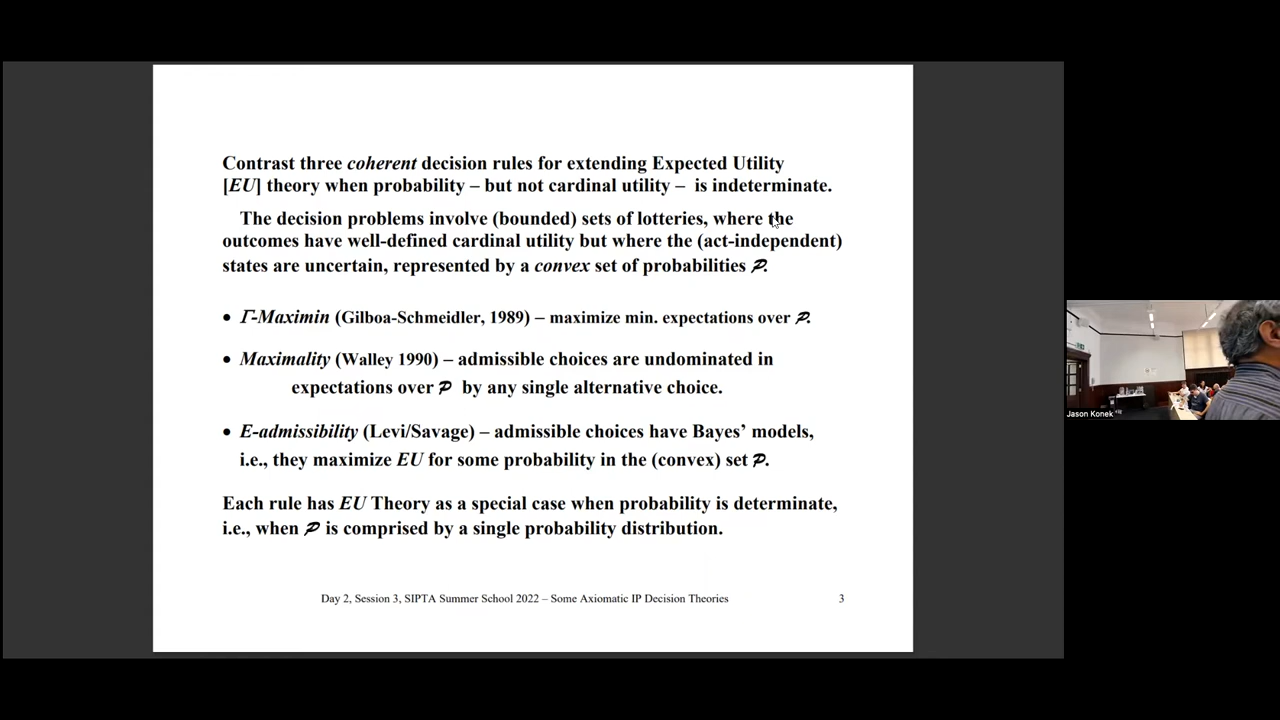 Contrast three coherent decision rules for extending Expected Utility
[EU] theory when probability – but not cardinal utility – is indeterminate.
The decision problems involve (bounded) sets of lotteries, where the
outcomes have well-defined cardinal utility but where the (act-independent)
states are uncertain, represented by a convex set of probabilities 𝒫.
• Γ-Maximin (Gilboa-Schmeidler, 1989) – maximize min. expectations over 𝒫.
• Maximality (Walley 1990) – admissible choices are undominated in
expectations over 𝒫 by any single alternative choice.
• E-admissibility (Levi/Savage) – admissible choices have Bayes’ models,
i.e., they maximize EU for some probability in the (convex) set 𝒫.
Each rule has EU Theory as a special case when probability is determinate,
i.e., when 𝒫 is comprised by a single probability distribution.
Day 2, Session 3, SIPTA Summer School 2022 – Some Axiomatic IP Decision Theories 3
Jason Konek